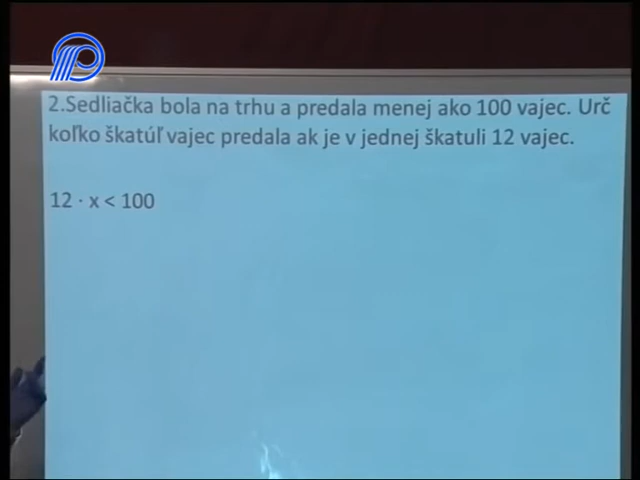 2.Sedliačka bola na trhu a predala menej ako 100 vajec. Urč
koľko škatúľ vajec predala ak je v jednej škatuli 12 vajec.
12 · x < 100